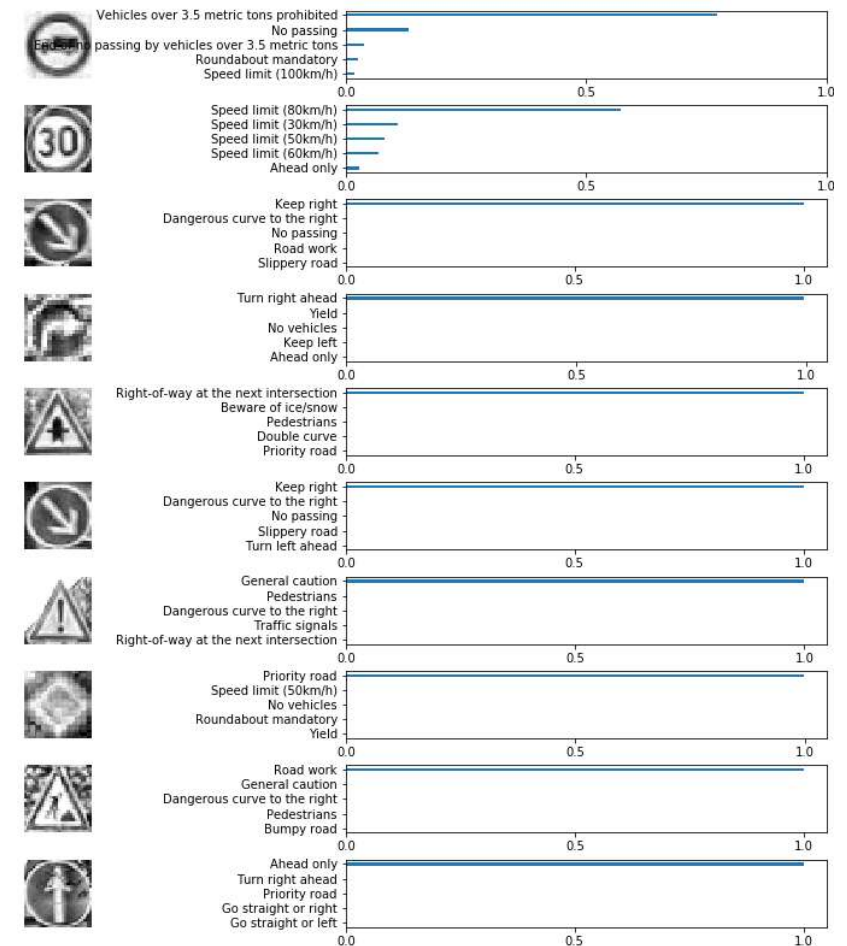 Vehicles over 3.5 metric tons prohibited
No passing
End of no passing by vehicles over 3.5 metric tons
Roundabout mandatory
Speed limit (100km/h)
0.0 0.5 1.0
30
Speed limit (80km/h)
Speed limit (30km/h)
Speed limit (50km/h)
Speed limit (60km/h)
Ahead only
0.0 0.5 1.0
Keep right
Dangerous curve to the right
No passing
Road work
Slippery road
0.0 0.5 1.0
Turn right ahead
Yield
No vehicles
Keep left
Ahead only
0.0 0.5 1.0
Right-of-way at the next intersection
Beware of ice/snow
Pedestrians
Double curve
Priority road
0.0 0.5 1.0
Keep right
Dangerous curve to the right
No passing
Slippery road
Turn left ahead
0.0 0.5 1.0
General caution
Pedestrians
Dangerous curve to the right
Traffic signals
Right-of-way at the next intersection
0.0 0.5 1.0
Priority road
Speed limit (50km/h)
No vehicles
Roundabout mandatory
Yield
0.0 0.5 1.0
Road work
General caution
Dangerous curve to the right
Pedestrians
Bumpy road
0.0 0.5 1.0
Ahead only
Turn right ahead
Priority road
Go straight or right
Go straight or left
0.0 0.5 1.0